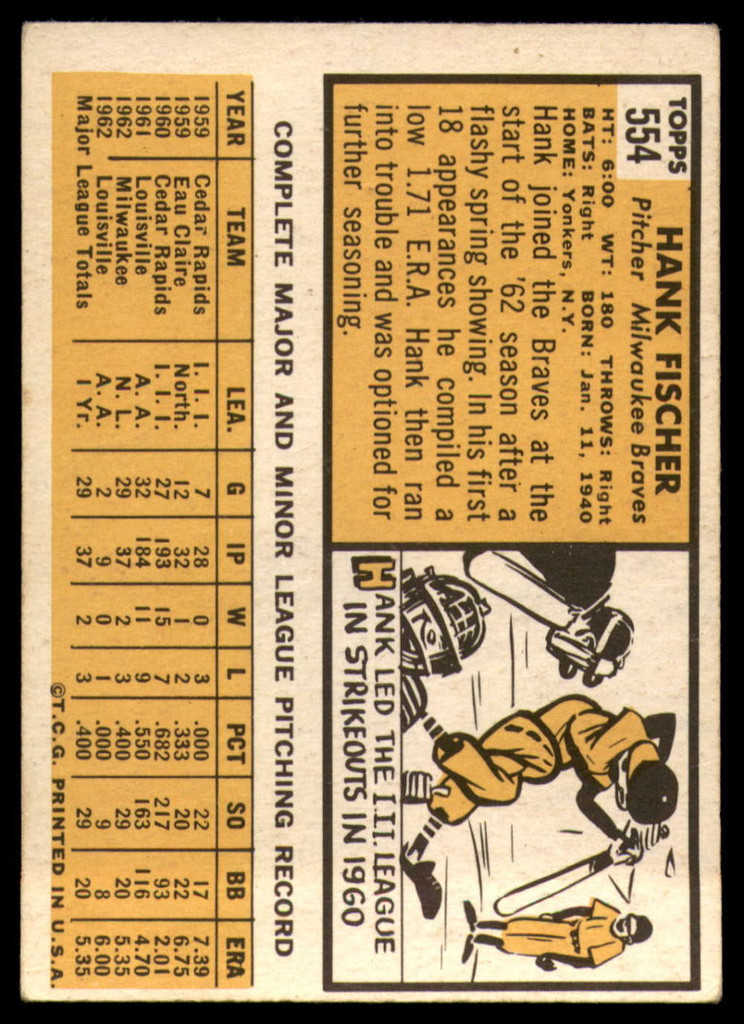 TOPPS
554
HANK FISCHER
Pitcher Milwaukee Braves
HT: 6:00 WT: 180 THROWS: Right
BATS: Right BORN: Jan. 11, 1940
HOME: Yonkers, N.Y.
Hank joined the Braves at the
start of the '62 season after a
flashy spring showing. In his first
18 appearances he compiled a
low 1.71 E.R.A. Hank then ran
into trouble and was optioned for
further seasoning.
HANK LED THE I.I.I. LEAGUE
IN STRIKEOUTS IN 1960
COMPLETE MAJOR AND MINOR LEAGUE PITCHING RECORD
YEAR TEAM LEA. G IP W L PCT SO BB ERA
1959 Cedar Rapids I. I. I 7 28 0 3 .000 22 17 7.39
1959 Eau Claire North. 12 32 1 2 .333 20 22 6.75
1960 Cedar Rapids I. I. I. 27 193 15 7 .682 217 93 2.01
1961 Louisville A. A. 32 184 11 9 .550 163 116 4.70
1962 Milwaukee N. L. 29 37 2 3 .400 29 20 5.35
1962 Louisville A. A. 2 9 0 1 .000 9 8 6.00
Major League Totals 1 Yr. 29 37 2 3 .400 29 20 5.35
©T.C.G. PRINTED IN U.S.A.